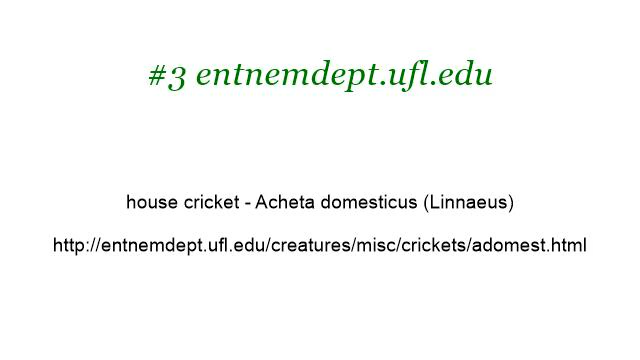 #3 entnemdept.ufl.edu
house cricket - Acheta domesticus (Linnaeus)
http://entnemdept.ufl.edu/creatures/misc/crickets/adomest.html